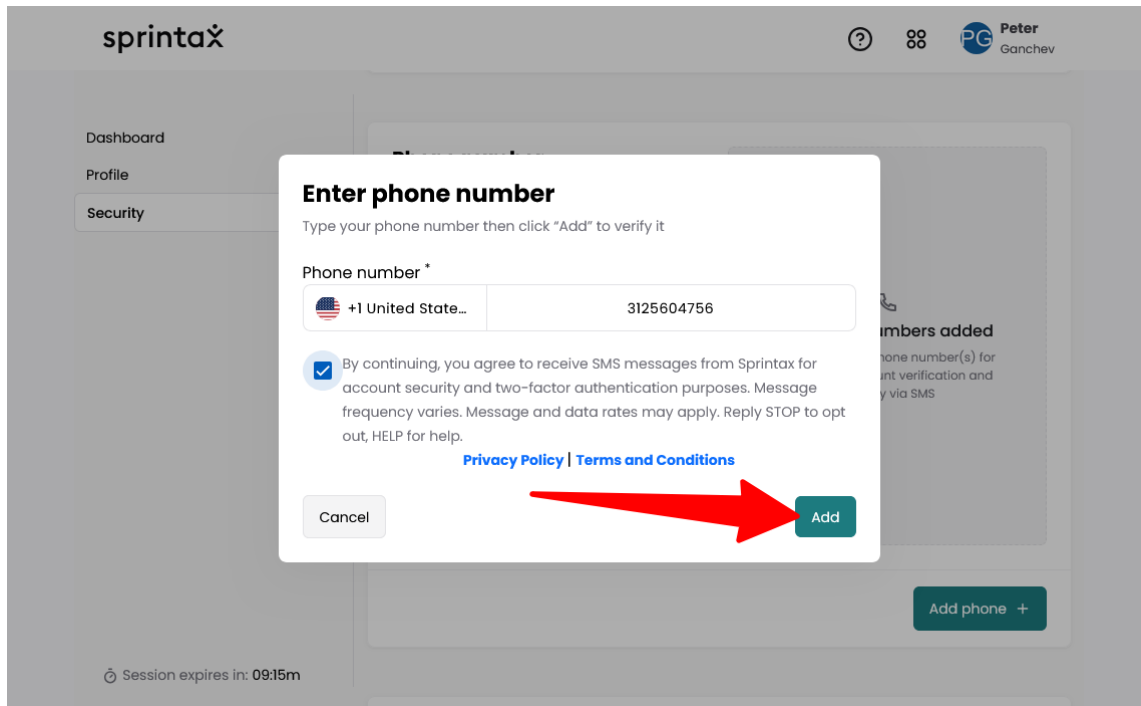 sprintax
PG
Peter
Ganchev
Dashboard
Profile
Security
Enter phone number
Type your phone number then click “Add” to verify it
Phone number *
+1 United State...
3125604756
By continuing, you agree to receive SMS messages from Sprintax for
account security and two-factor authentication purposes. Message
frequency varies. Message and data rates may apply. Reply STOP to opt
out, HELP for help.
Privacy Policy | Terms and Conditions
Cancel
Add
added
number(s) for
verification and
via SMS
Add phone +
Session expires in: 09:15m